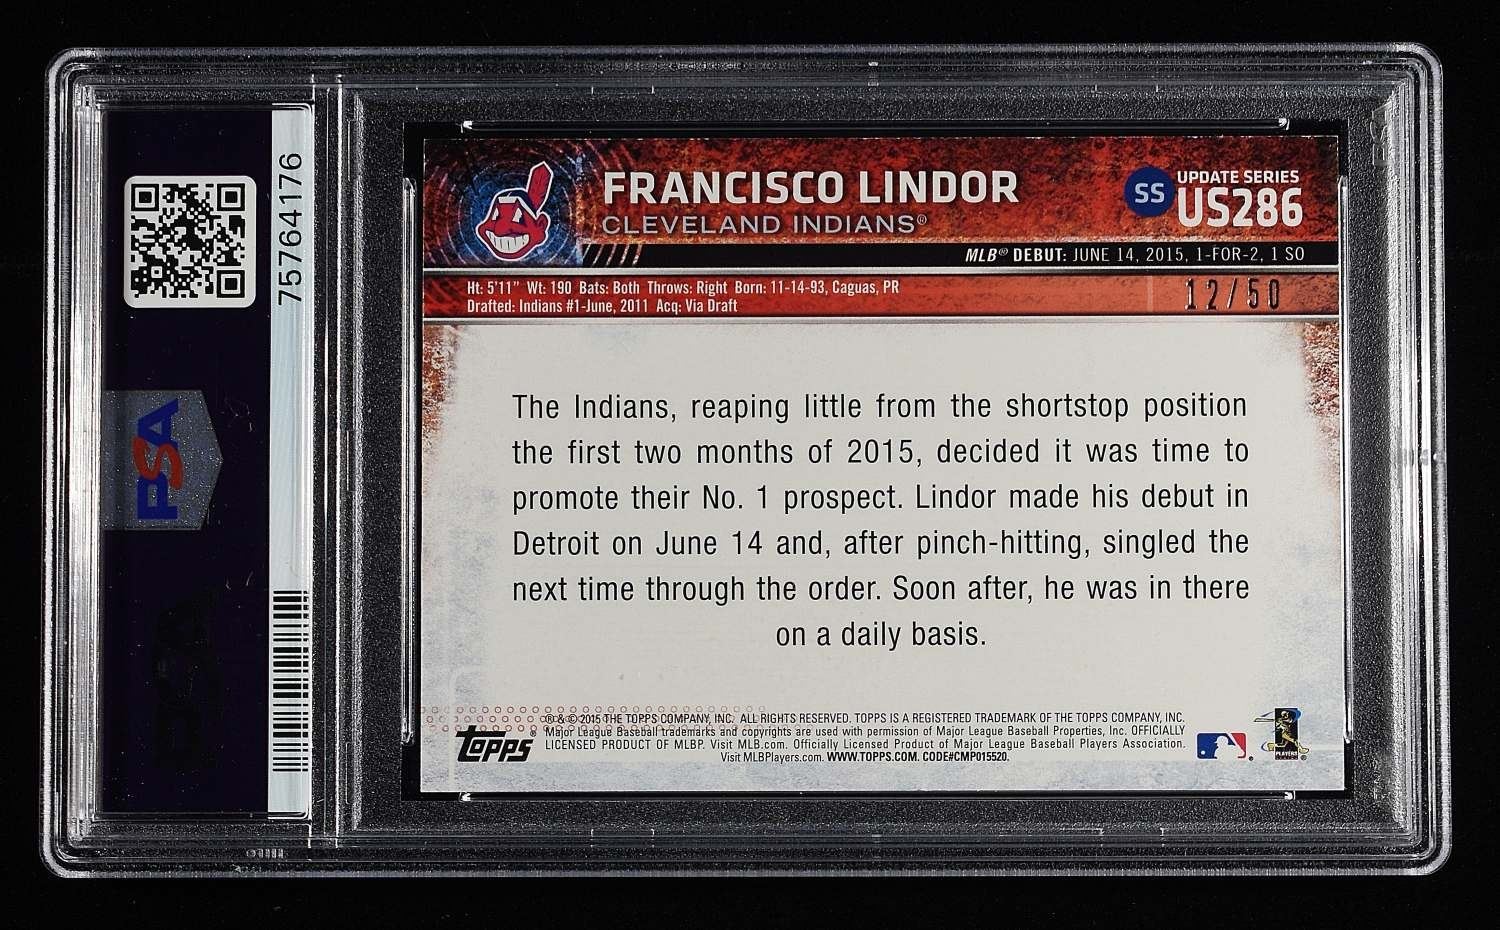 75764176
PSA
FRANCISCO LINDOR
CLEVELAND INDIANS®
SS
UPDATE SERIES
US286
MLB® DEBUT: JUNE 14, 2015, 1-FOR-2, 1 SO
Ht: 5'11" Wt: 190 Bats: Both Throws: Right Born: 11-14-93, Caguas, PR
Drafted: Indians #1-June, 2011 Acq: Via Draft
12/50
The Indians, reaping little from the shortstop position
the first two months of 2015, decided it was time to
promote their No. 1 prospect. Lindor made his debut in
Detroit on June 14 and, after pinch-hitting, singled the
next time through the order. Soon after, he was in there
on a daily basis.
topps®
® & © 2015 THE TOPPS COMPANY, INC. ALL RIGHTS RESERVED. TOPPS IS A REGISTERED TRADEMARK OF THE TOPPS COMPANY, INC.
Major League Baseball trademarks and copyrights are used with permission of Major League Baseball Properties, Inc. OFFICIALLY
LICENSED PRODUCT OF MLBP. Visit MLB.com. Officially Licensed Product of Major League Baseball Players Association.
Visit MLBPlayers.com. WWW.TOPPS.COM. CODE#CMP015520.
PLAYERS